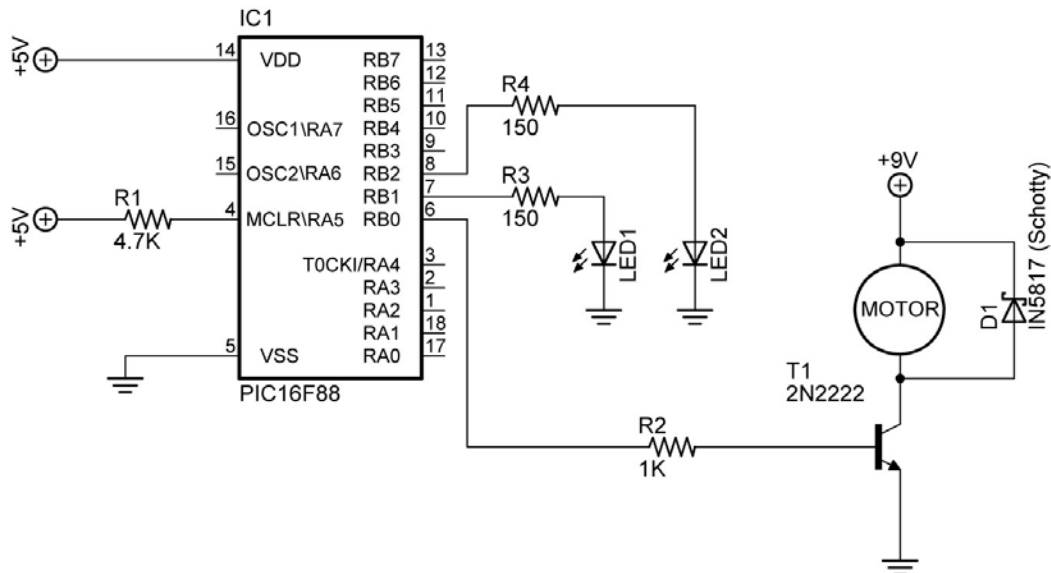 IC1
+5V
14
VDD
RB7
13
RB6
12
RB5
11
16
OSC1\RA7
RB4
10
RB3
9
15
OSC2\RA6
RB2
8
RB1
7
+5V
R1
4.7K
4
MCLR\RA5
RB0
6
T0CKI/RA4
3
RA3
2
RA2
1
RA1
18
5
VSS
RA0
17
PIC16F88
R4
150
R3
150
LED1
LED2
+9V
MOTOR
D1
IN5817 (Schotty)
T1
2N2222
R2
1K